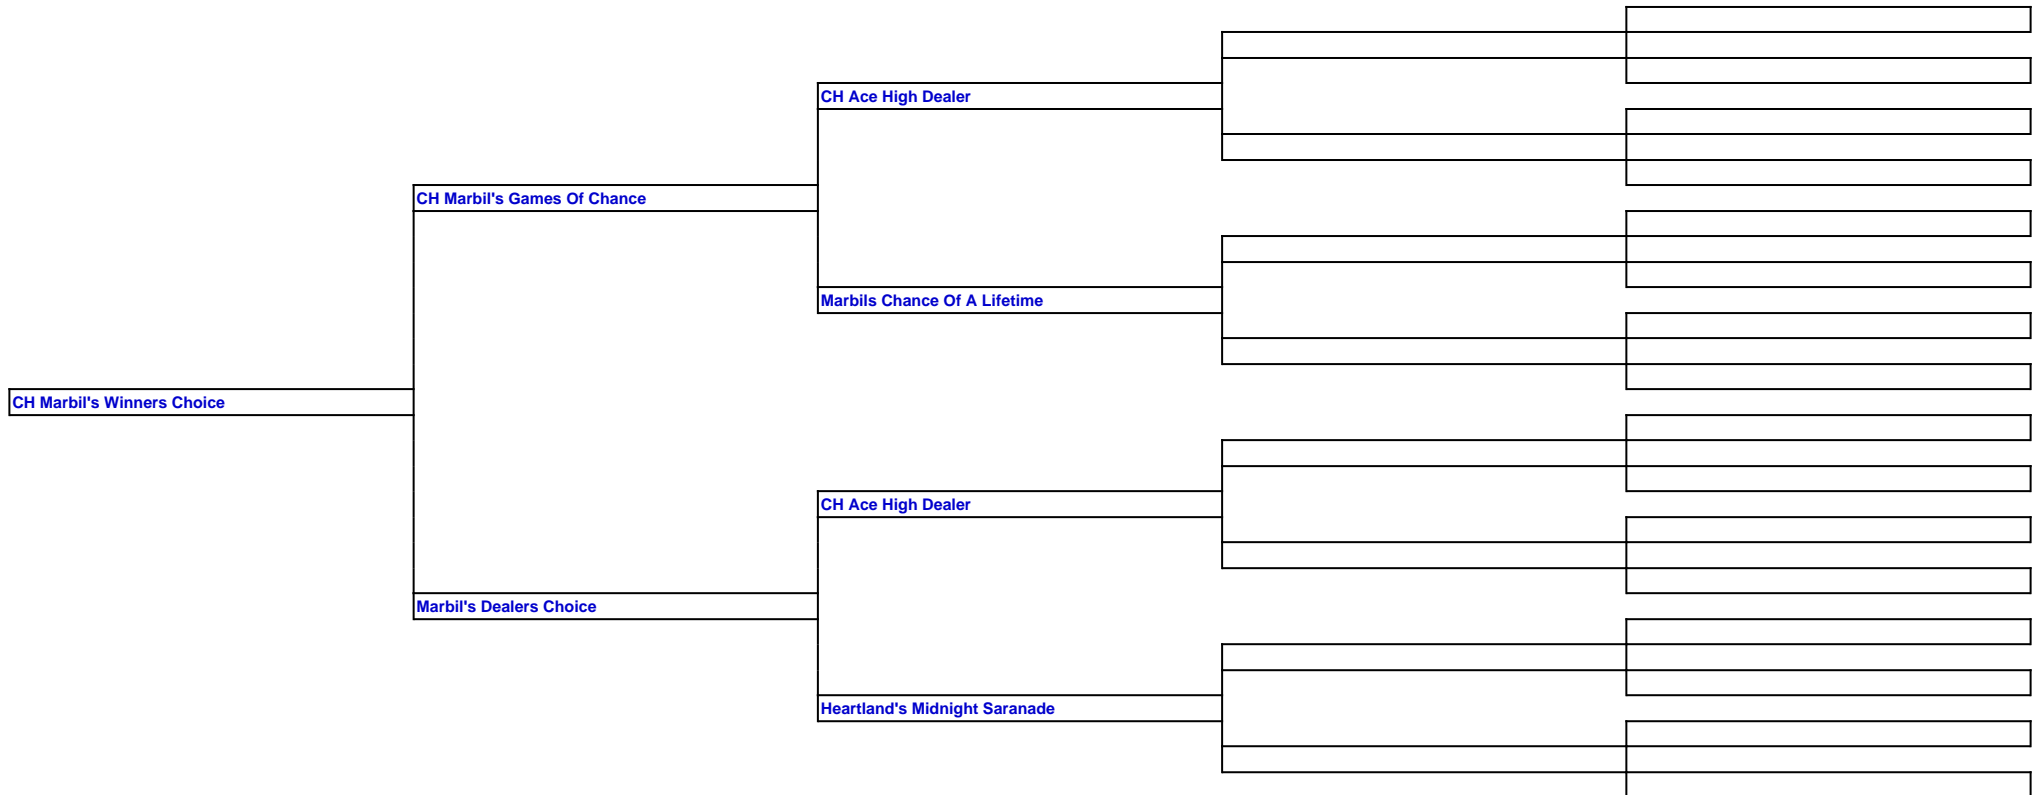 CH Ace High Dealer
CH Marbil's Games Of Chance
Marbils Chance Of A Lifetime
CH Marbil's Winners Choice
CH Ace High Dealer
Marbil's Dealers Choice
Heartland's Midnight Saranade